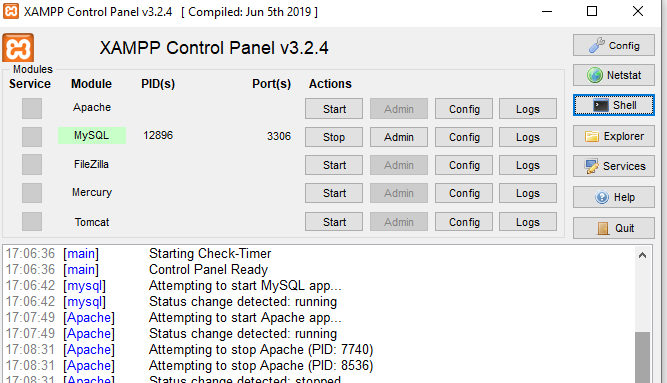 XAMPP Control Panel v3.2.4 [ Compiled: Jun 5th 2019 ]
XAMPP Control Panel v3.2.4
Config
Modules
Service Module PID(s) Port(s) Actions
Netstat
Apache Start Admin Config Logs
Shell
MySQL 12896 3306 Stop Admin Config Logs
Explorer
FileZilla Start Admin Config Logs
Services
Mercury Start Admin Config Logs
Help
Tomcat Start Admin Config Logs
Quit
17:06:36 [main] Starting Check-Timer
17:06:36 [main] Control Panel Ready
17:06:42 [mysql] Attempting to start MySQL app...
17:06:42 [mysql] Status change detected: running
17:07:49 [Apache] Attempting to start Apache app...
17:07:49 [Apache] Status change detected: running
17:08:31 [Apache] Attempting to stop Apache (PID: 7740)
17:08:31 [Apache] Attempting to stop Apache (PID: 8536)
17:08:31 [Apache] Status change detected: stopped